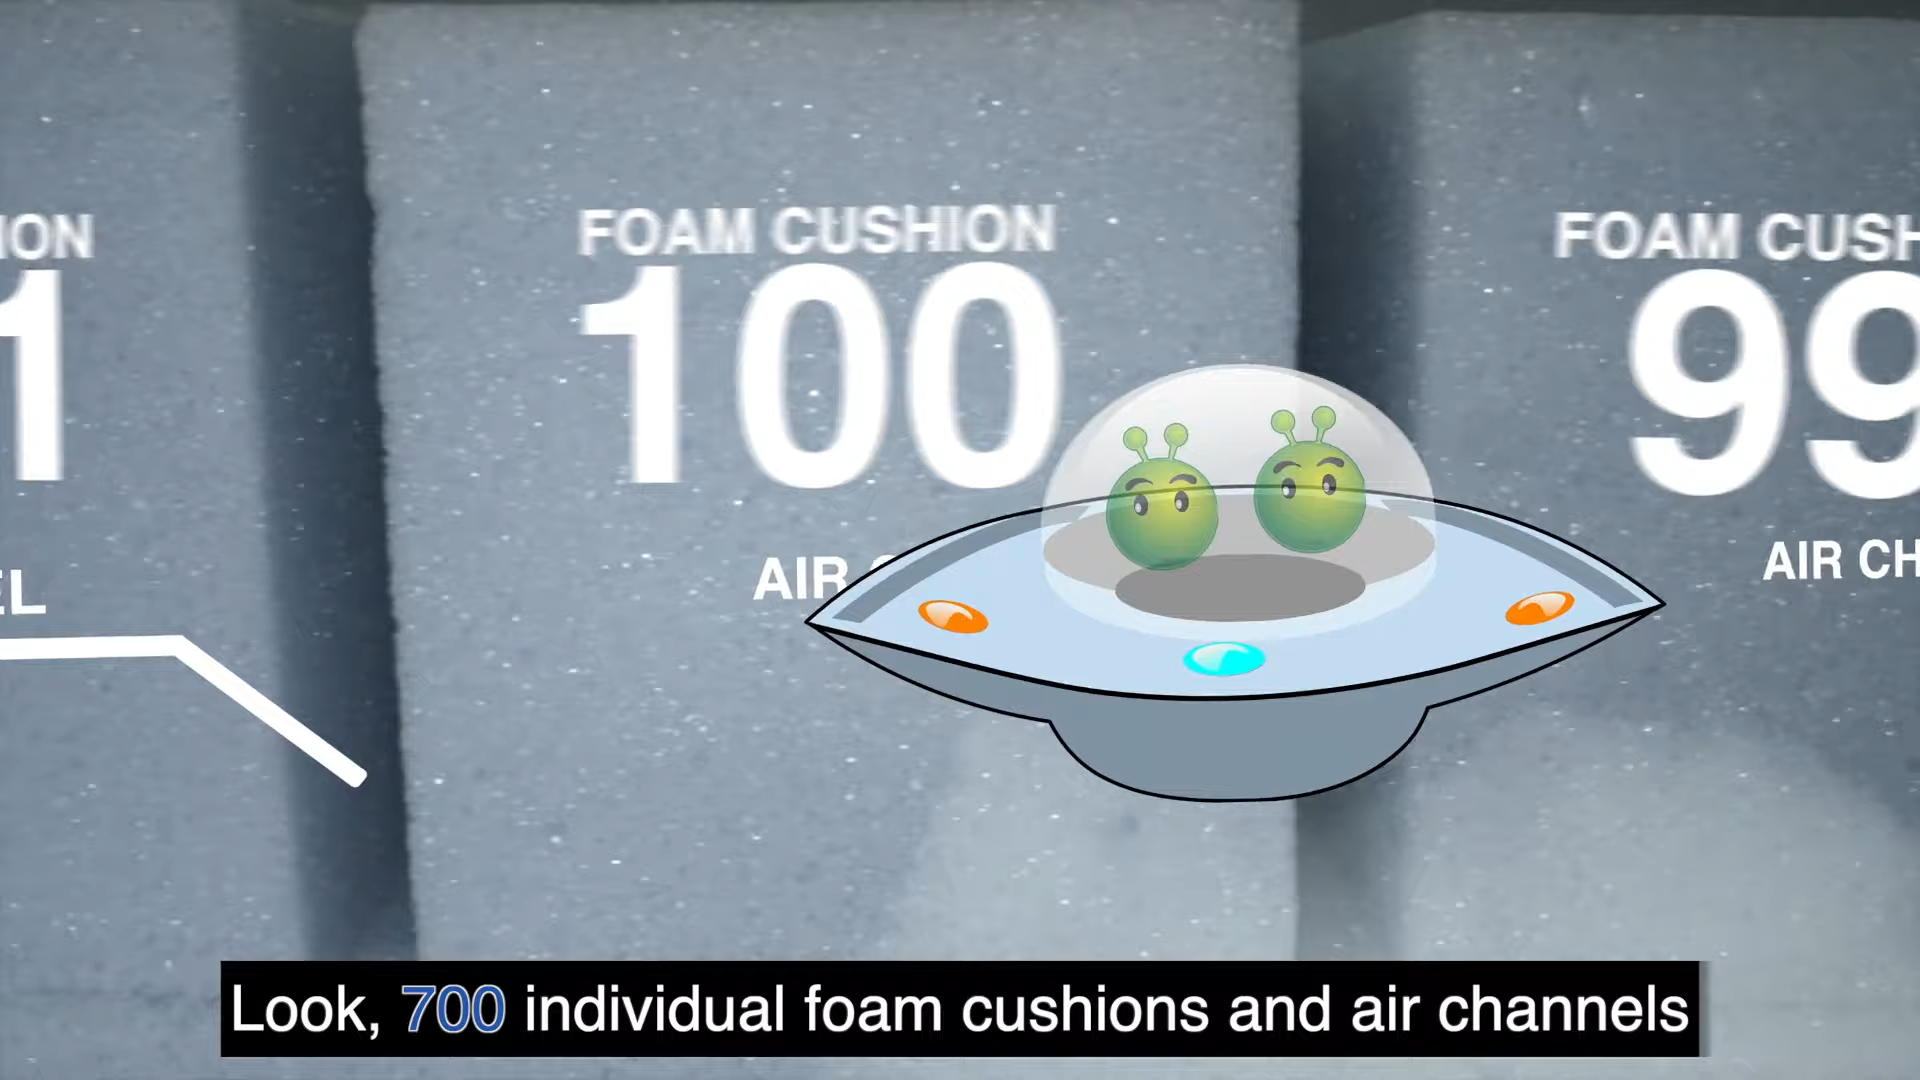 ION
1
EL
FOAM CUSHION
100
AIR
FOAM CUSH
99
AIR CH
Look, 700 individual foam cushions and air channels